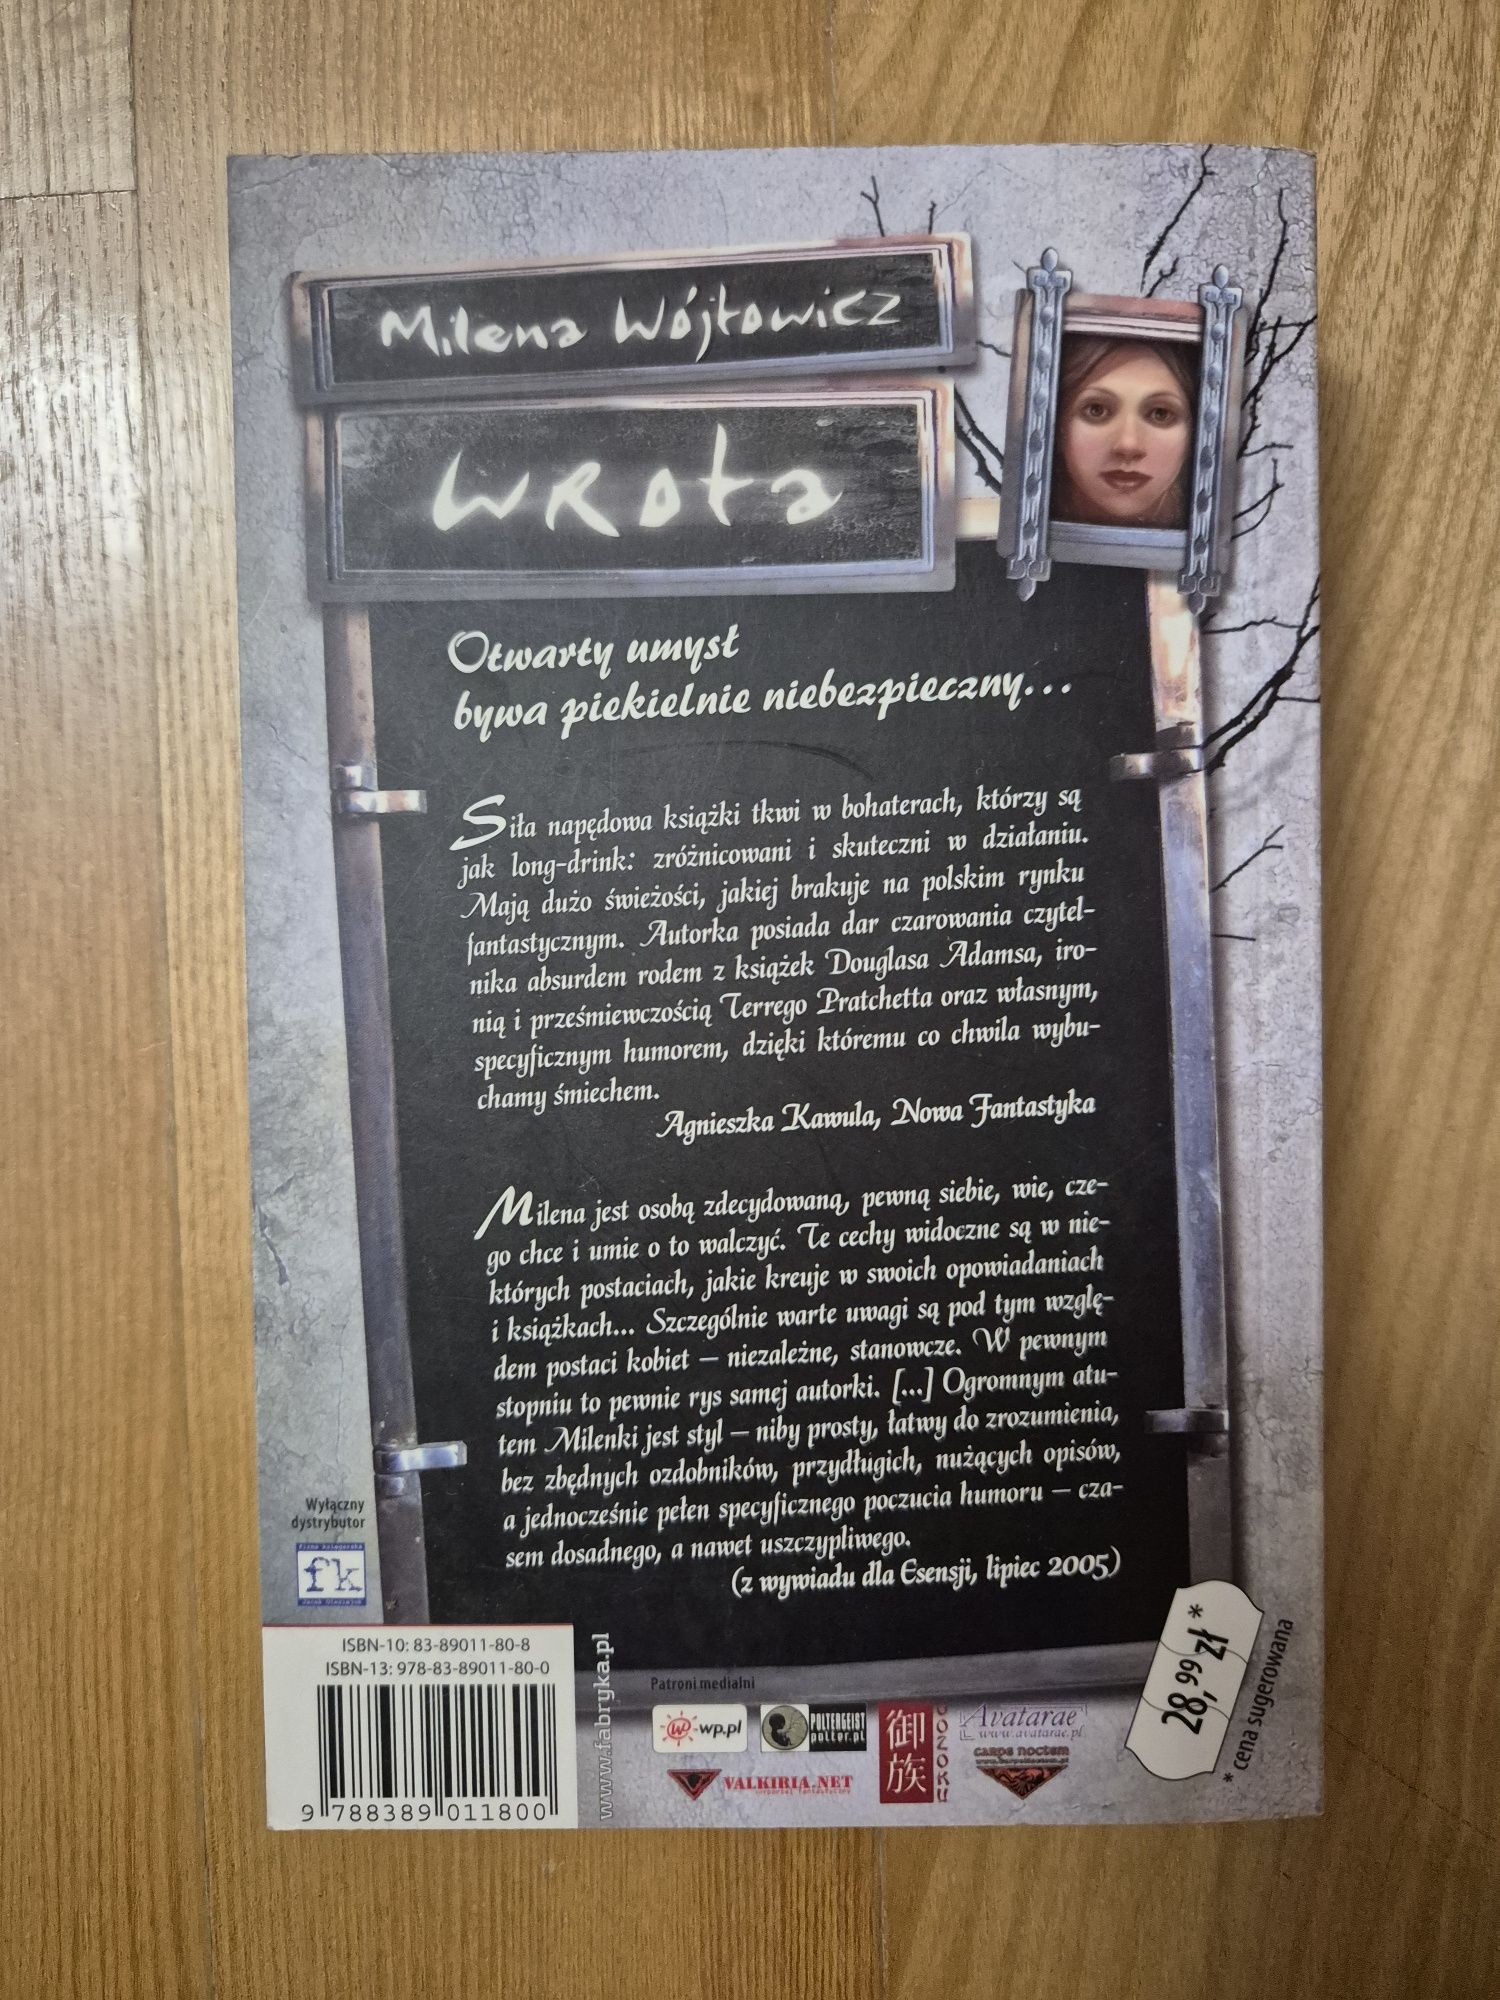 Milena Wójtowicz
WRota
Otwarty umysł
bywa piekielnie niebezpieczny...
Siła napędowa książki tkwi w bohaterach, którzy są
jak long-drink: zróżnicowani i skuteczni w działaniu.
Mają dużo świeżości, jakiej brakuje na polskim rynku
fantastycznym. Autorka posiada dar czarowania czytel-
nika absurdem rodem z książek Douglasa Adamsa, iro-
nią i prześmiewczością Terrego Pratchetta oraz własnym,
specyficznym humorem, dzięki któremu co chwila wybu-
chamy śmiechem.
Agnieszka Kawula, Nowa Fantastyka
Milena jest osobą zdecydowaną, pewną siebie, wie, cze-
go chce i umie o to walczyć. Te cechy widoczne są w nie-
których postaciach, jakie kreuje w swoich opowiadaniach
i książkach... Szczególnie warte uwagi są pod tym wzglę-
dem postaci kobiet – niezależne, stanowcze. W pewnym
stopniu to pewnie rys samej autorki. [...] Ogromnym atu-
tem Milenki jest styl – niby prosty, łatwy do zrozumienia,
bez zbędnych ozdobników, przydługich, nużących opisów,
a jednocześnie pełen specyficznego poczucia humoru – cza-
sem dosadnego, a nawet uszczypliwego.
(z wywiadu dla Esensji, lipiec 2005)
Wyłączny
dystrybutor
firma księgarska
fk
Jacek Olesiejuk
ISBN-10: 83-89011-80-8
ISBN-13: 978-83-89011-80-0
9 788389 011800
www.fabryka.pl
Patroni medialni
wp.pl
POLTERGEIST
polter.pl
御族
GOZOKU
Avatarae
www.avatarae.pl
CARPE NOCTEM
VALKIRIA.NET
28,99 zł *
* cena sugerowana